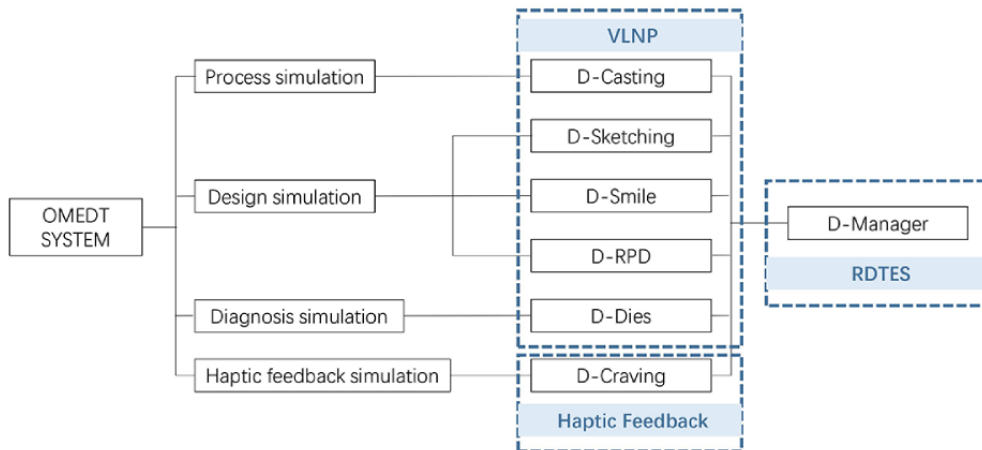 VLNP
Process simulation
D-Casting
D-Sketching
Design simulation
D-Smile
OMEDT
SYSTEM
D-Manager
D-RPD
RDTES
Diagnosis simulation
D-Dies
Haptic feedback simulation
D-Craving
Haptic Feedback